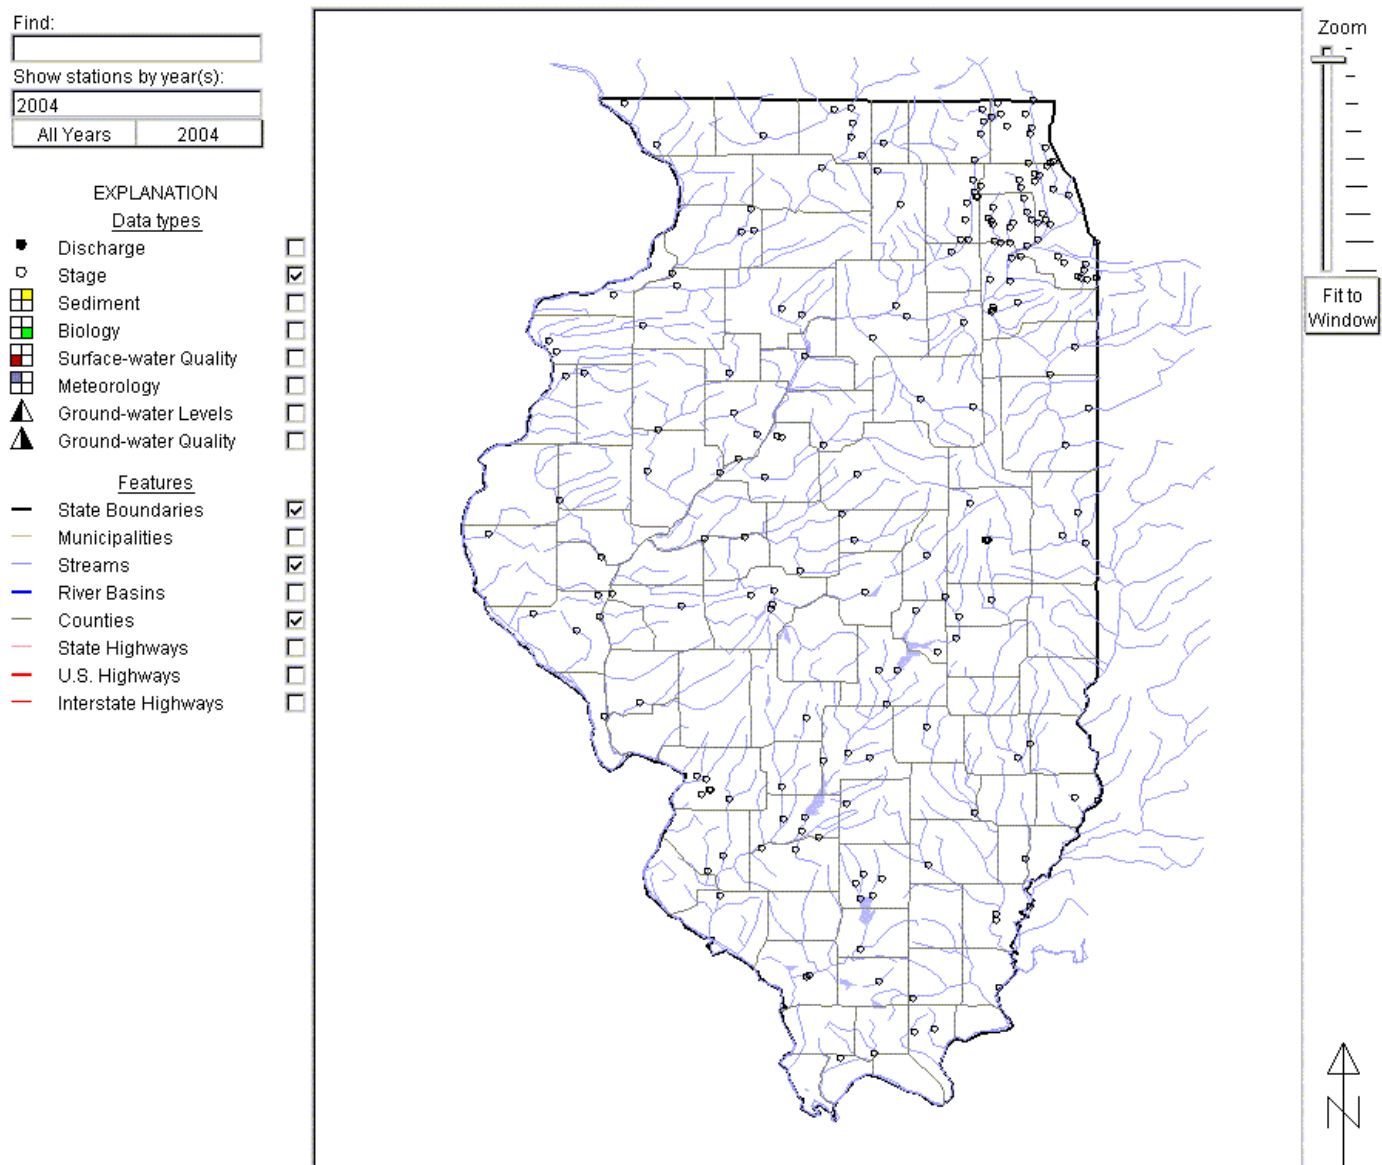 Find:
Show stations by year(s):
2004
All Years 2004
EXPLANATION
Data types
Discharge
Stage
Sediment
Biology
Surface-water Quality
Meteorology
Ground-water Levels
Ground-water Quality
Features
State Boundaries
Municipalities
Streams
River Basins
Counties
State Highways
U.S. Highways
Interstate Highways
Zoom
Fit to
Window
N